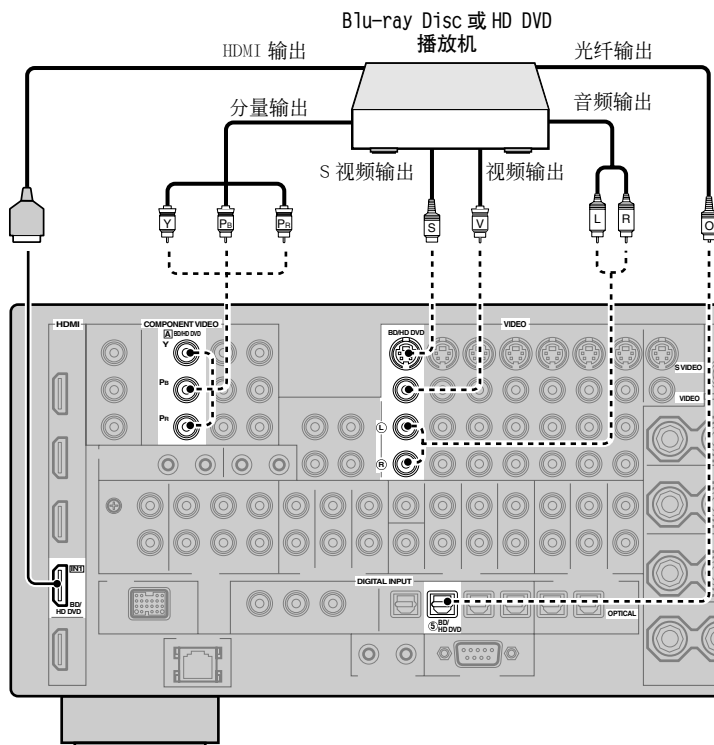 Blu-ray Disc 或 HD DVD
播放机
HDMI 输出
光纤输出
分量输出
音频输出
S 视频输出
视频输出
Y
PB
PR
S
V
L
R
O
HDMI
COMPONENT VIDEO
A BD/HD DVD
Y
PB
PR
BD/HD DVD
VIDEO
S VIDEO
VIDEO
L
R
IN1
BD/
HD DVD
DIGITAL INPUT
OPTICAL
5 BD/
HD DVD